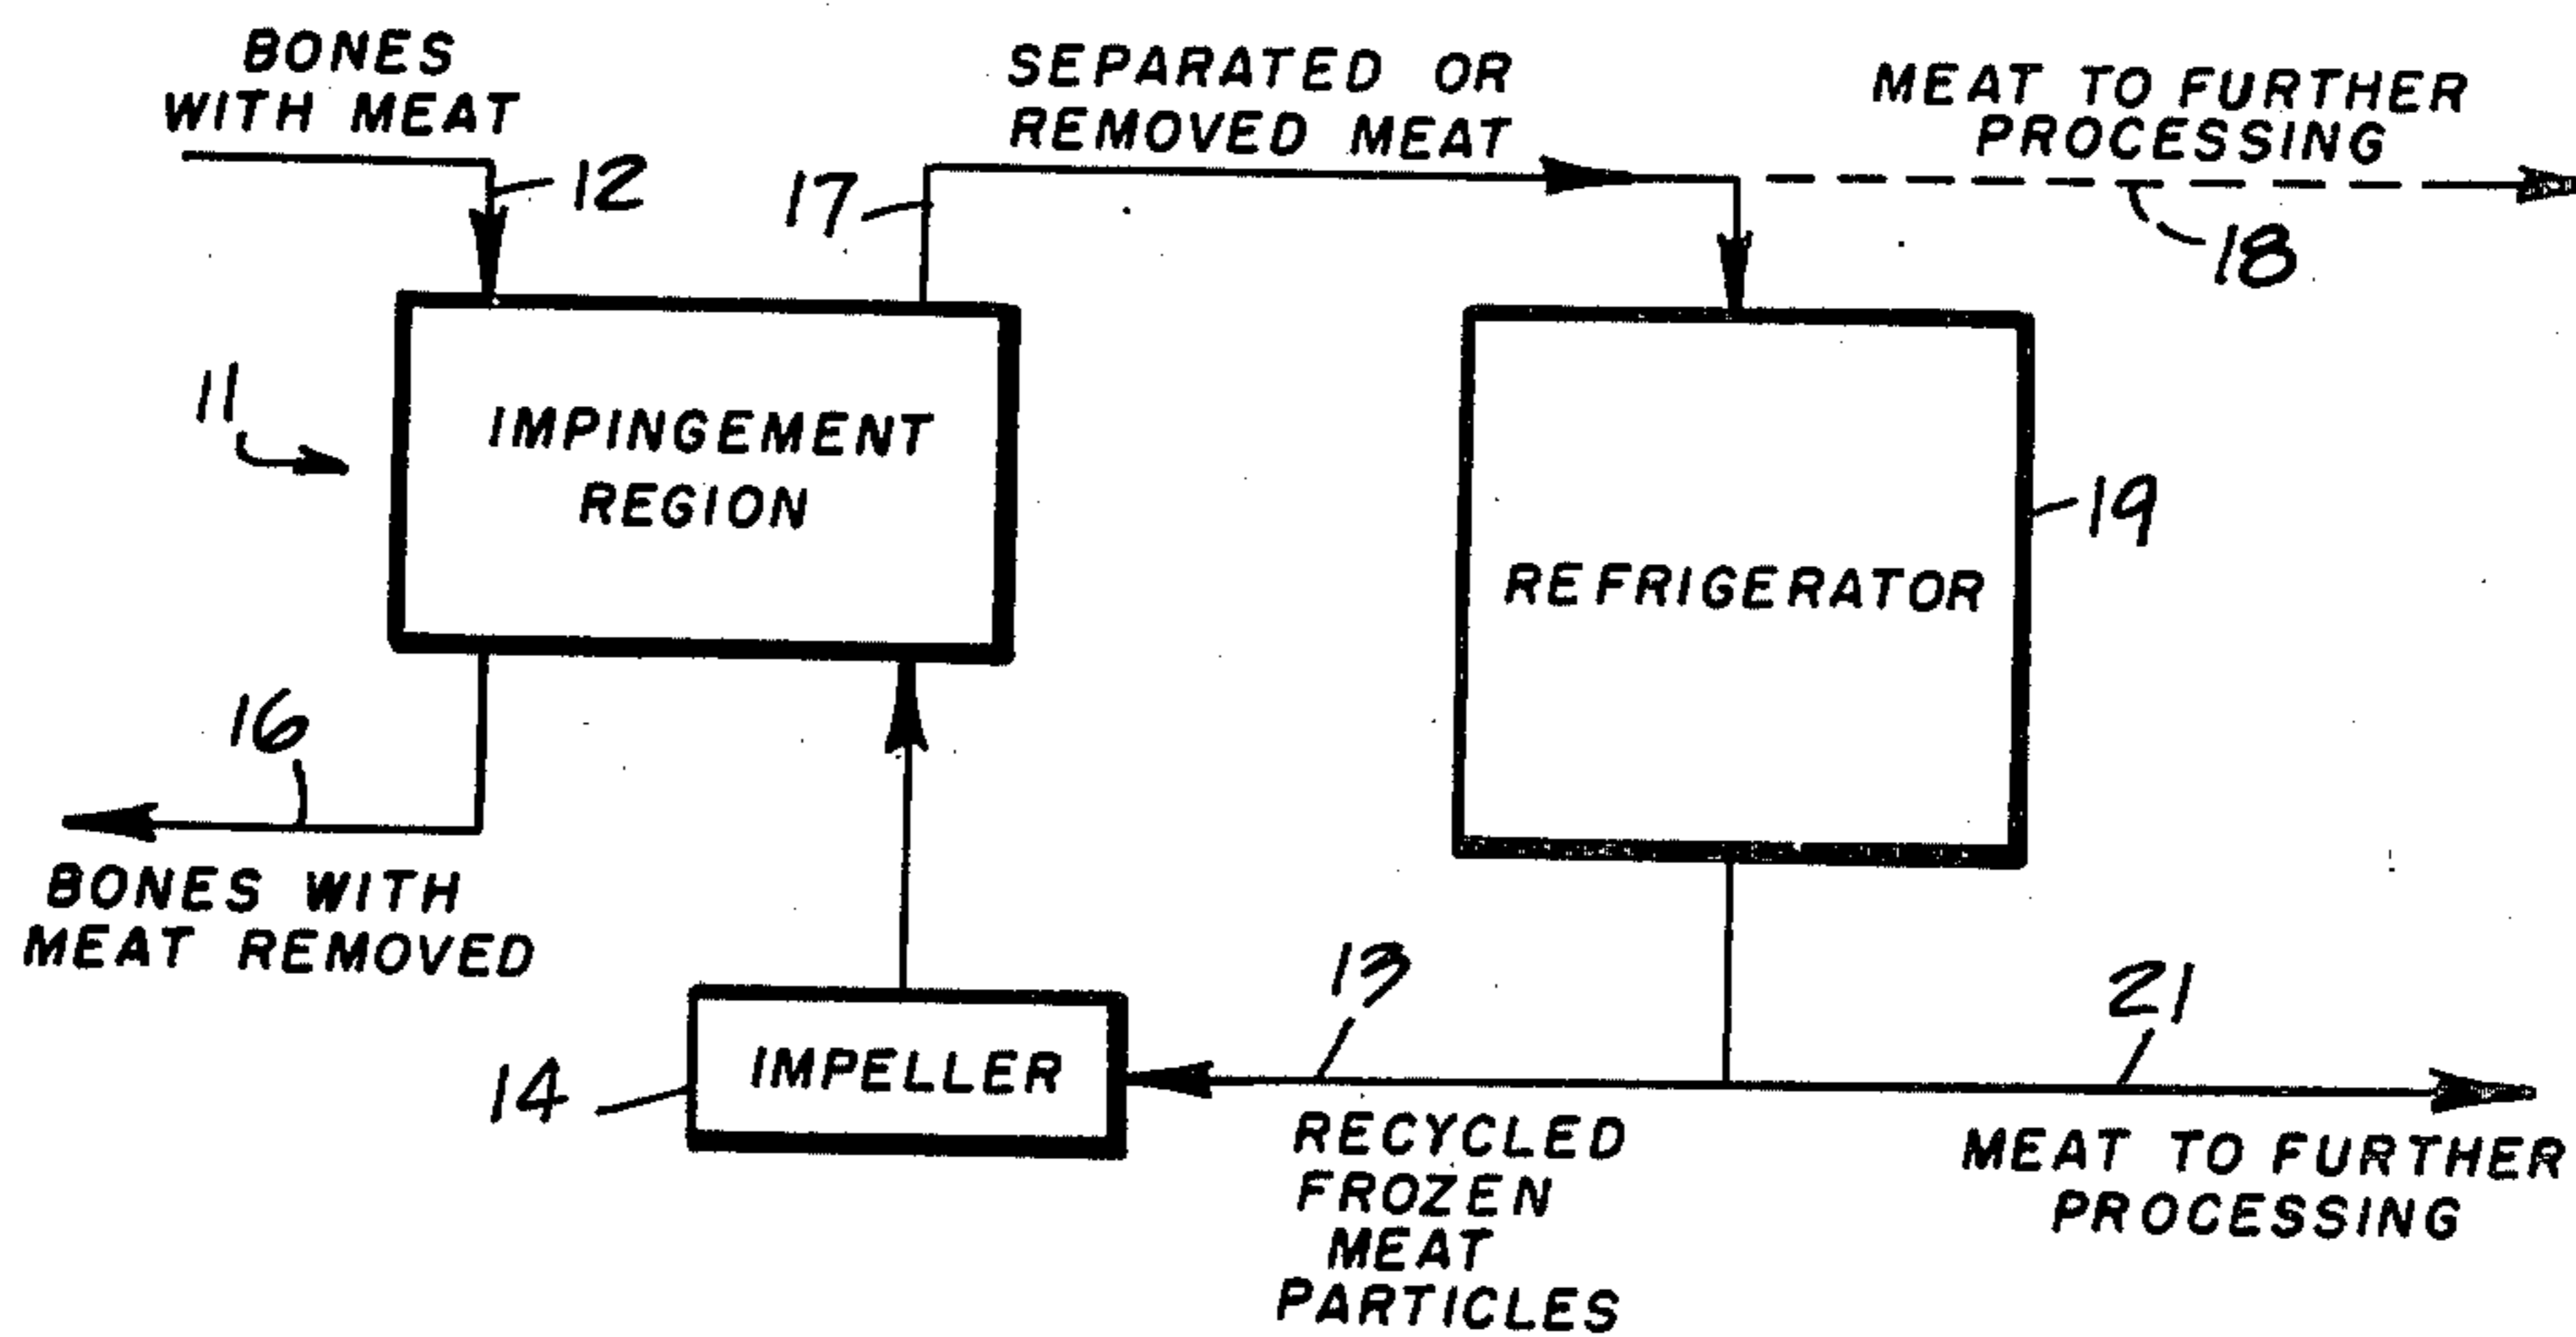 BONES
WITH MEAT
12
SEPARATED OR
REMOVED MEAT
17
MEAT TO FURTHER
PROCESSING
18
11
IMPINGEMENT
REGION
REFRIGERATOR
19
16
BONES WITH
MEAT REMOVED
14
IMPELLER
13
RECYCLED
FROZEN
MEAT
PARTICLES
21
MEAT TO FURTHER
PROCESSING